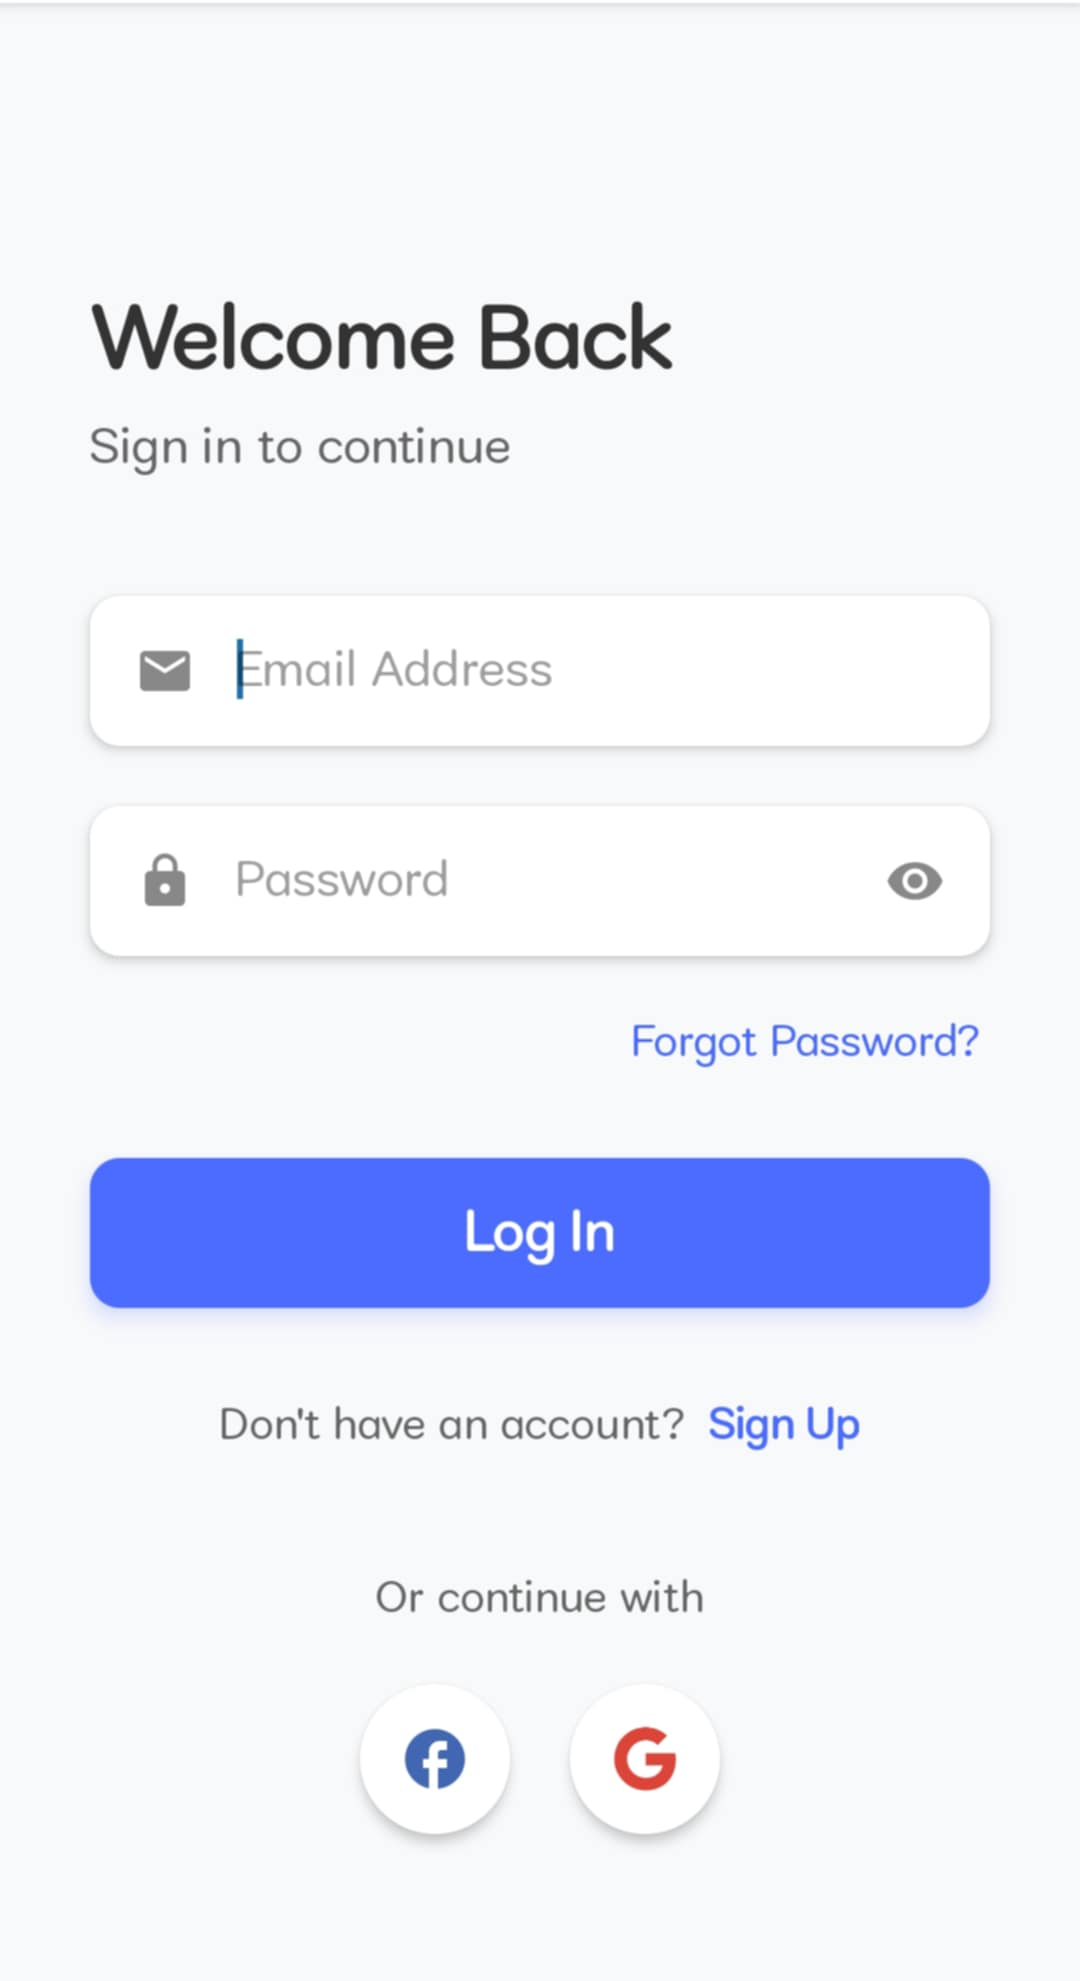 Welcome Back
Sign in to continue
Email Address
Password
Forgot Password?
Log In
Don't have an account? Sign Up
Or continue with